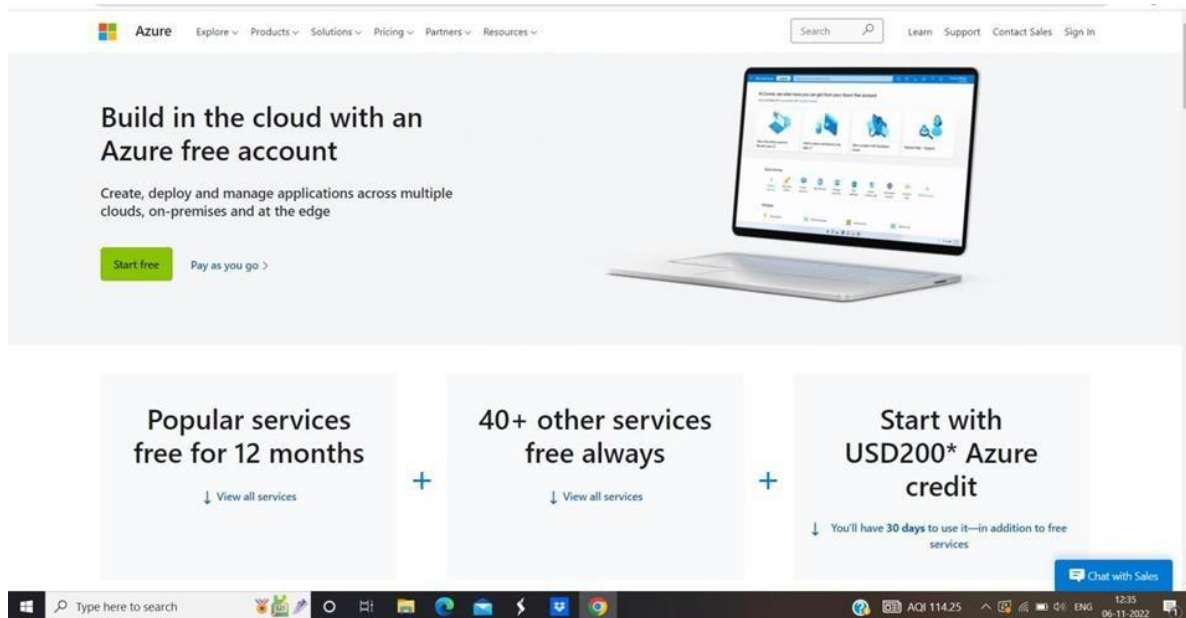 Azure Explore Products Solutions Pricing Partners Resources Search Learn Support Contact Sales Sign In
Build in the cloud with an
Azure free account
Create, deploy and manage applications across multiple
clouds, on-premises and at the edge
Start free Pay as you go >
Popular services
free for 12 months
↓ View all services
+
40+ other services
free always
↓ View all services
+
Start with
USD200* Azure
credit
↓ You'll have 30 days to use it—in addition to free
services
Chat with Sales
Type here to search AQI 114.25 ENG 12:35
06-11-2022
1